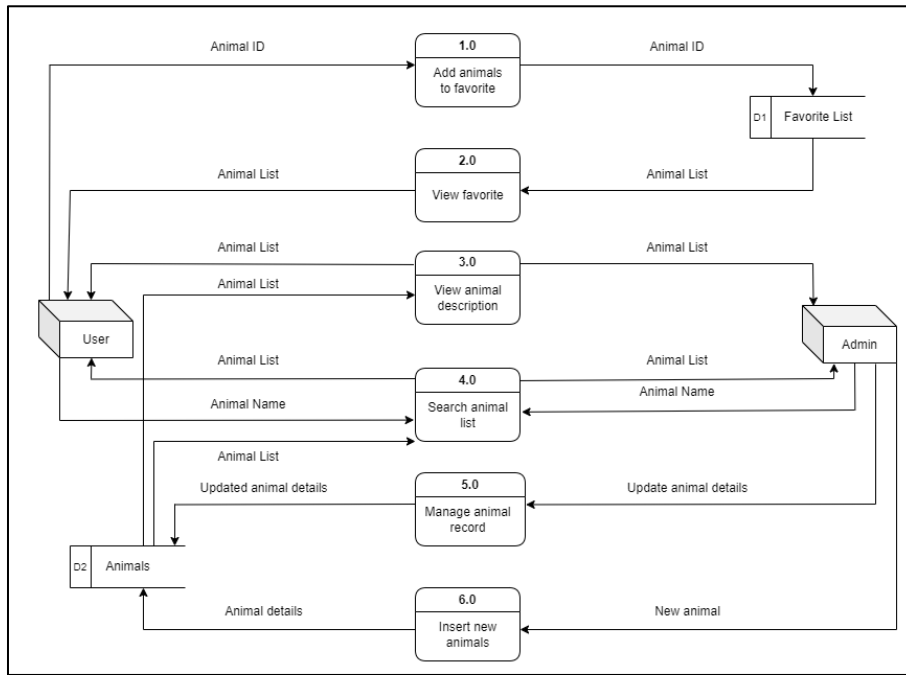 Animal ID
1.0
Animal ID
Add animals
to favorite
D1
Favorite List
2.0
Animal List
Animal List
View favorite
Animal List
3.0
Animal List
Animal List
View animal
description
User
Admin
Animal List
4.0
Animal List
Animal Name
Search animal
list
Animal Name
Animal List
Updated animal details
5.0
Update animal details
Manage animal
record
D2
Animals
6.0
Animal details
New animal
Insert new
animals